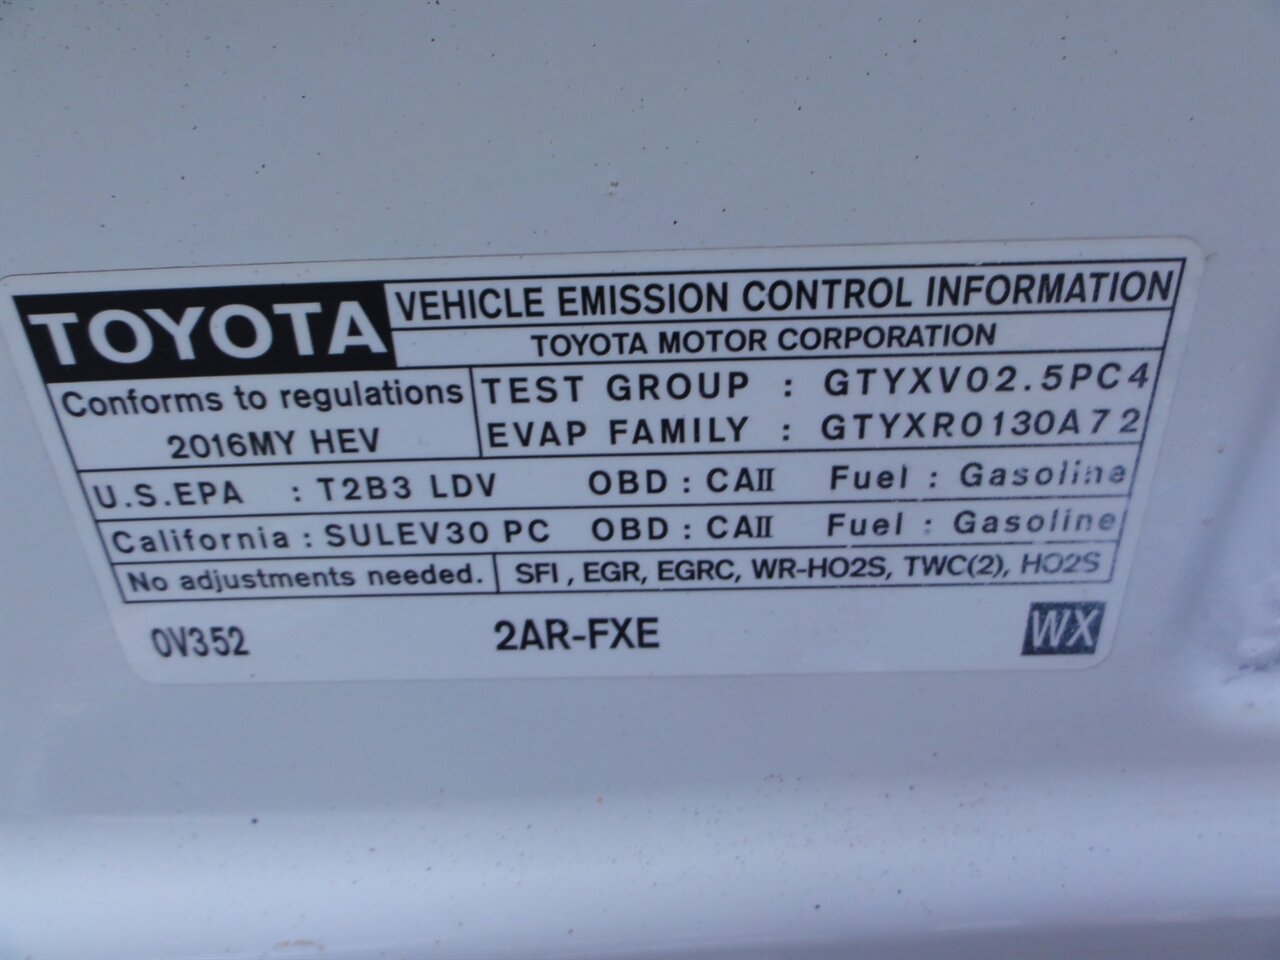 TOYOTA VEHICLE EMISSION CONTROL INFORMATION
TOYOTA MOTOR CORPORATION
Conforms to regulations
2016MY HEV
TEST GROUP : GTYXV02.5PC4
EVAP FAMILY : GTYXR0130A72
U.S.EPA : T2B3 LDV OBD : CAII Fuel : Gasoline
California : SULEV30 PC OBD : CAII Fuel : Gasoline
No adjustments needed. SFI, EGR, EGRC, WR-HO2S, TWC(2), HO2S
0V352 2AR-FXE WX